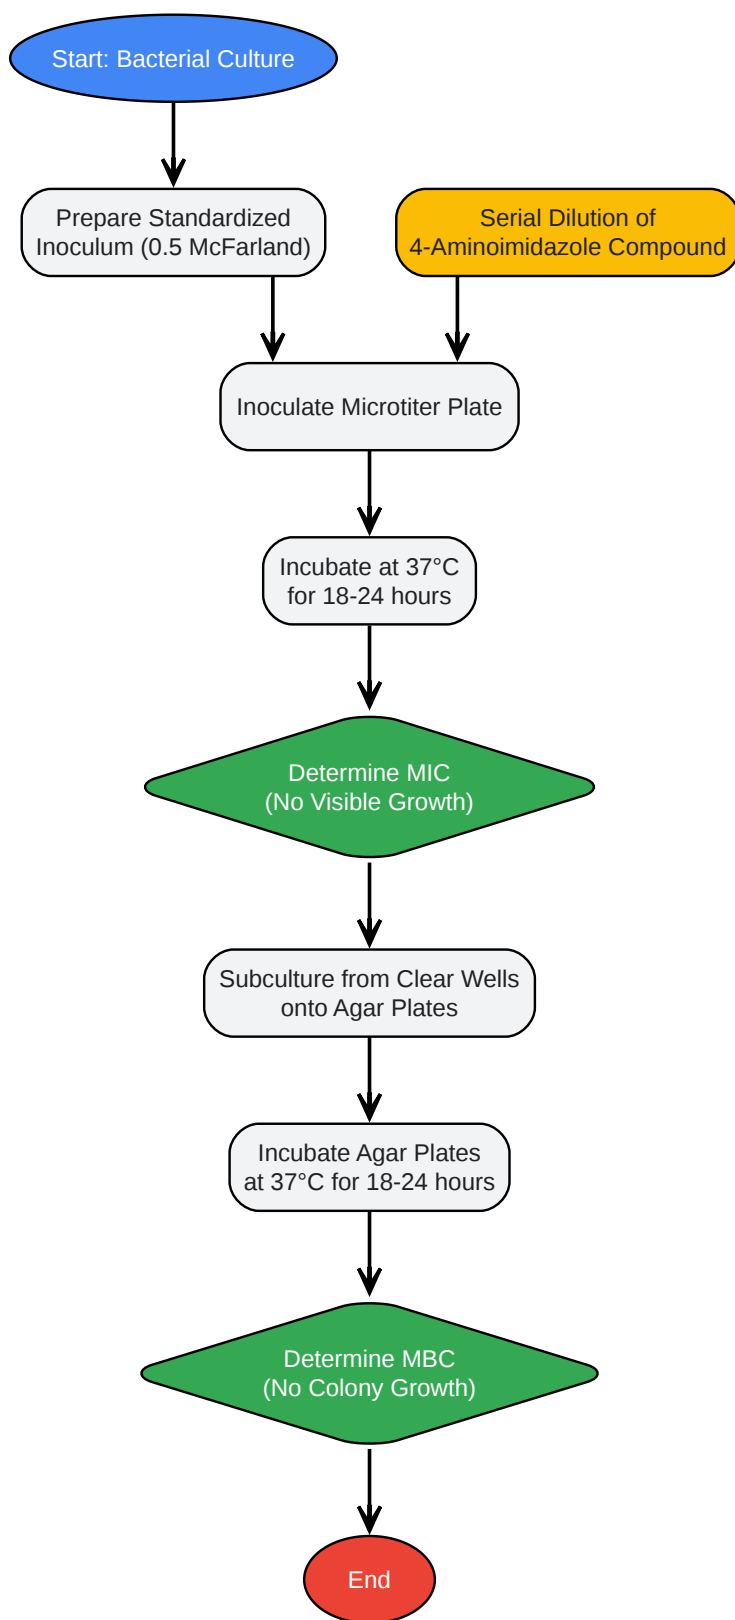 Start: Bacterial Culture
Prepare Standardized
Inoculum (0.5 McFarland)
Serial Dilution of
4-Aminoimidazole Compound
Inoculate Microtiter Plate
Incubate at 37°C
for 18-24 hours
Determine MIC
(No Visible Growth)
Subculture from Clear Wells
onto Agar Plates
Incubate Agar Plates
at 37°C for 18-24 hours
Determine MBC
(No Colony Growth)
End